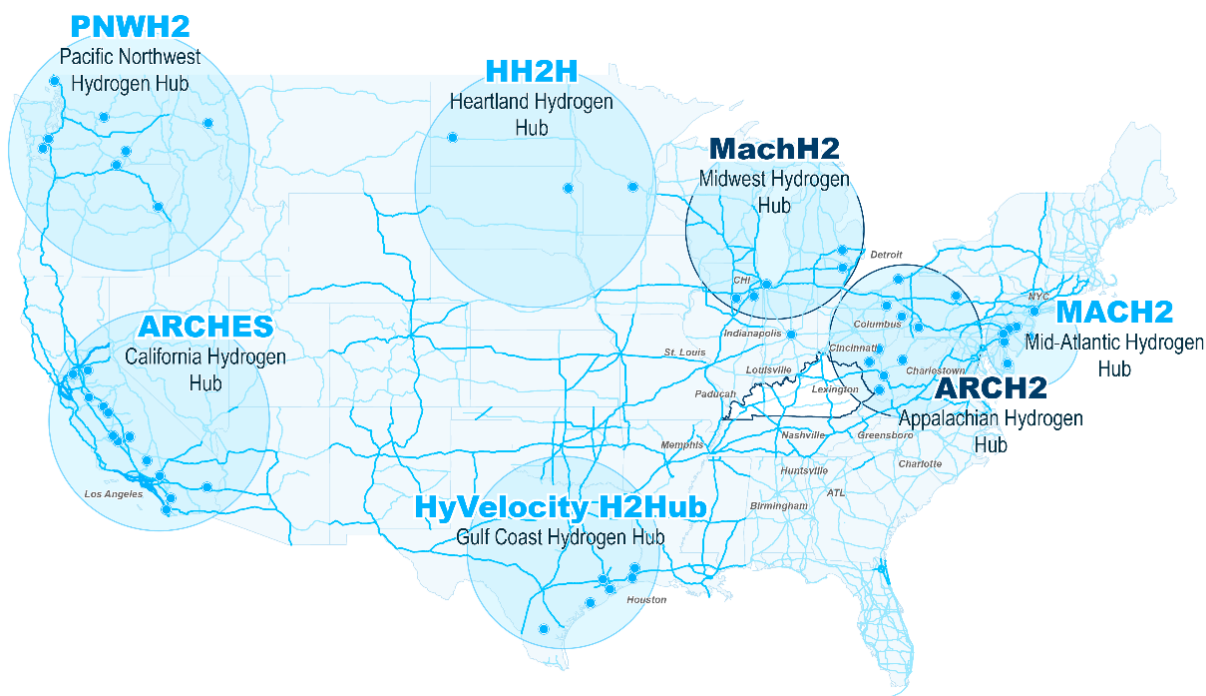 PNWH2
Pacific Northwest
Hydrogen Hub
HH2H
Heartland Hydrogen
Hub
MachH2
Midwest Hydrogen
Hub
Detroit
CHI
NYC
ARCHES
California Hydrogen
Hub
Columbus
MACH2
Mid-Atlantic Hydrogen
Hub
Indianapolis
Cincinnati
St. Louis
Louisville
Charlestown
Paducah
Lexington
ARCH2
Appalachian Hydrogen
Hub
Memphis
Nashville
Greensboro
Charlotte
Huntsville
Los Angeles
ATL
Birmingham
HyVelocity H2Hub
Gulf Coast Hydrogen Hub
Houston